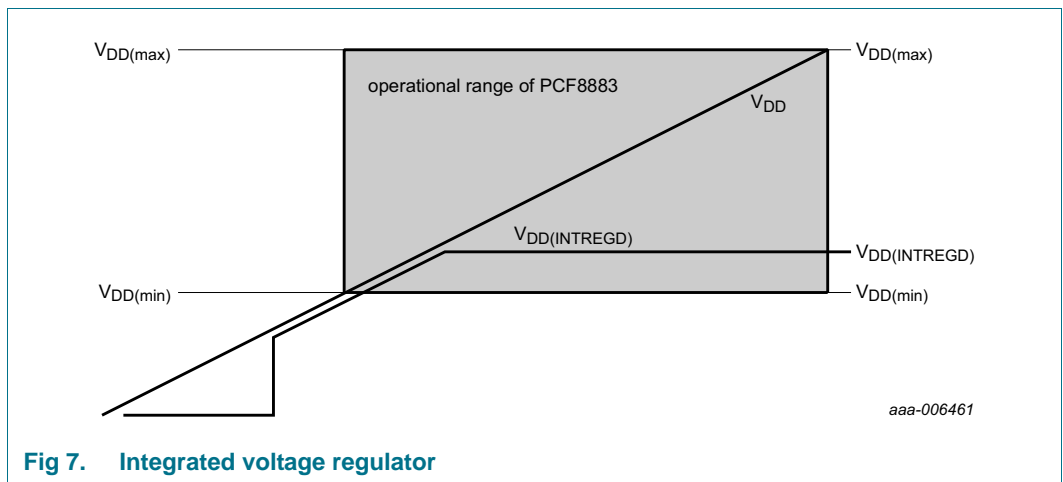 VDD(max)
VDD(max)
operational range of PCF8883
VDD
VDD(INTREGD)
VDD(INTREGD)
VDD(min)
VDD(min)
aaa-006461
Fig 7. Integrated voltage regulator